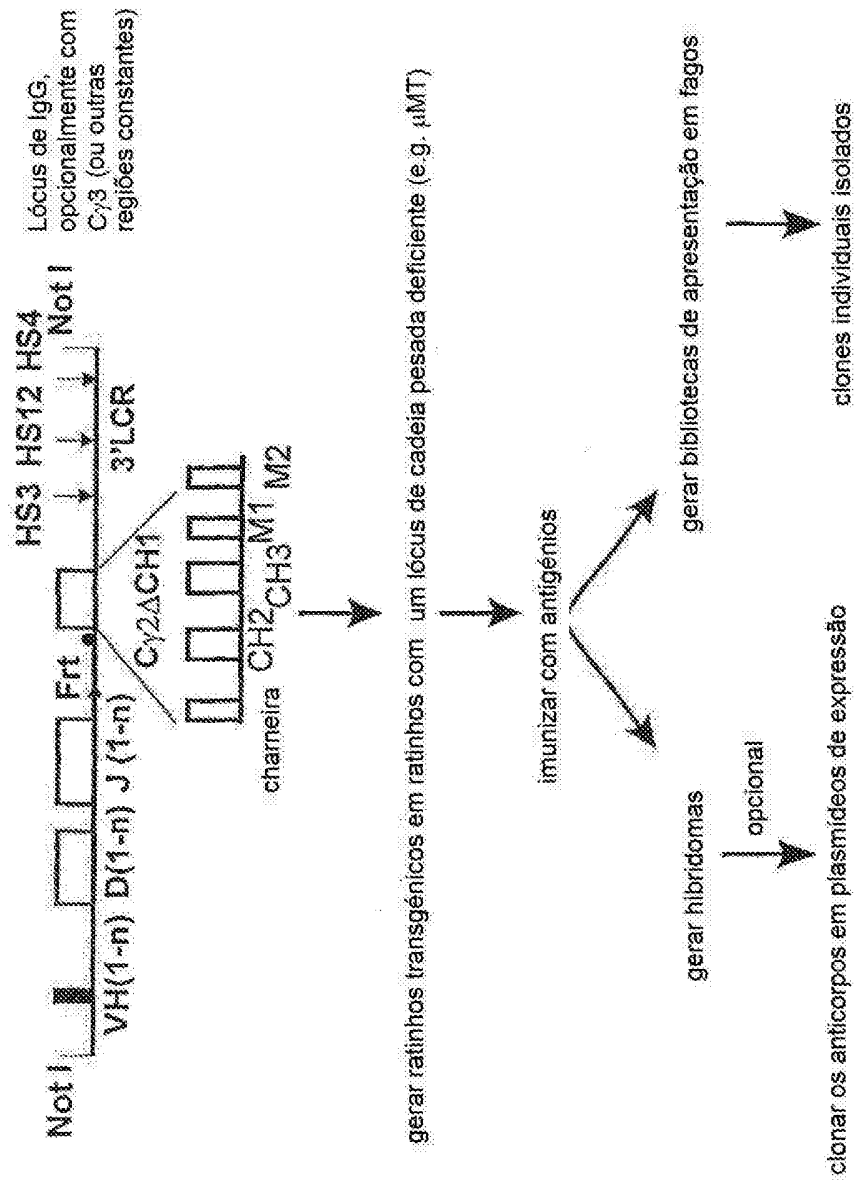 HS3 HS12 HS4
Not I
Not I
Lócus de IgG,
opcionalmente com
Cγ3 (ou outras
regiões constantes)
Frt
VH(1-n) D(1-n) J (1-n)
3'LCR
Cγ2ΔCH1
CH2 CH3 M1 M2
charneira
gerar ratinhos transgénicos em ratinhos com um lócus de cadeia pesada deficiente (e.g. µMT)
imunizar com antigénios
gerar hibridomas
gerar bibliotecas de apresentação em fagos
opcional
clonar os anticorpos em plasmídeos de expressão
clones individuais isolados